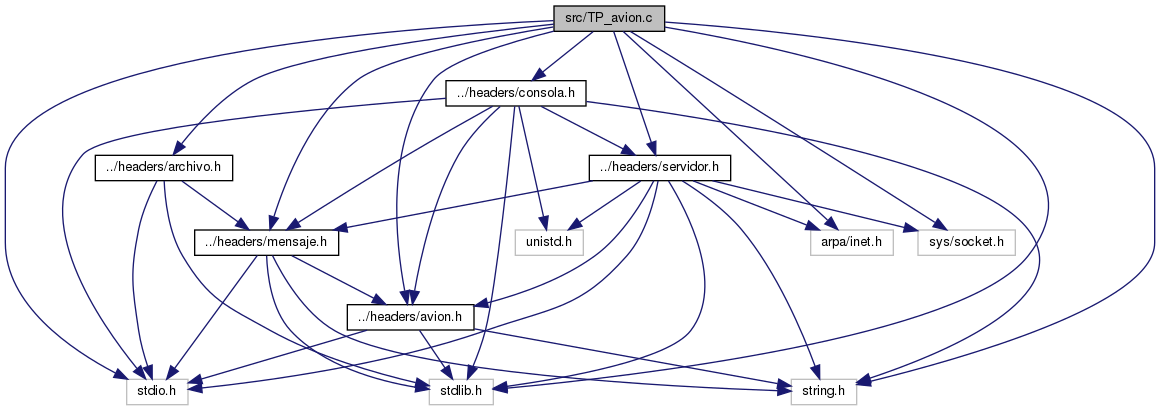 src/TP_avion.c
../headers/consola.h
../headers/archivo.h
../headers/servidor.h
../headers/mensaje.h
unistd.h
arpa/inet.h
sys/socket.h
../headers/avion.h
stdio.h
stdlib.h
string.h